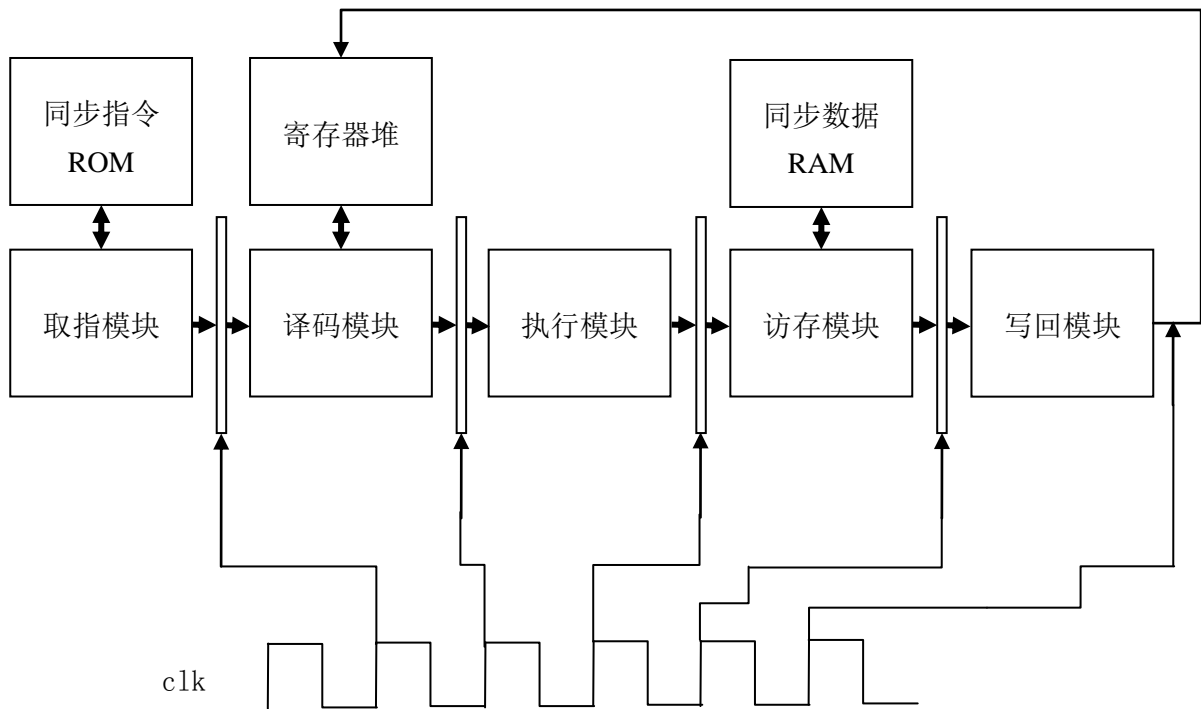 同步指令
ROM
寄存器堆
同步数据
RAM
取指模块
译码模块
执行模块
访存模块
写回模块
clk